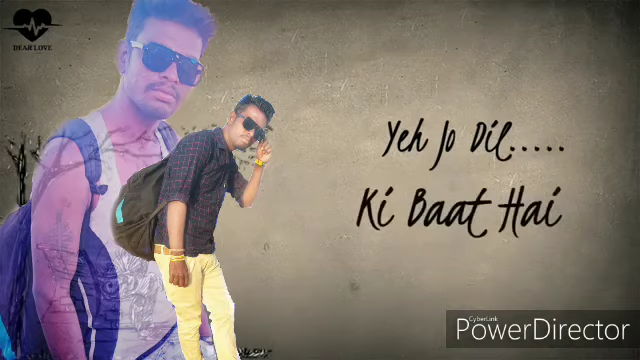 DEAR LOVE
Yeh Jo Dil.....
Ki Baat Hai
CyberLink
PowerDirector